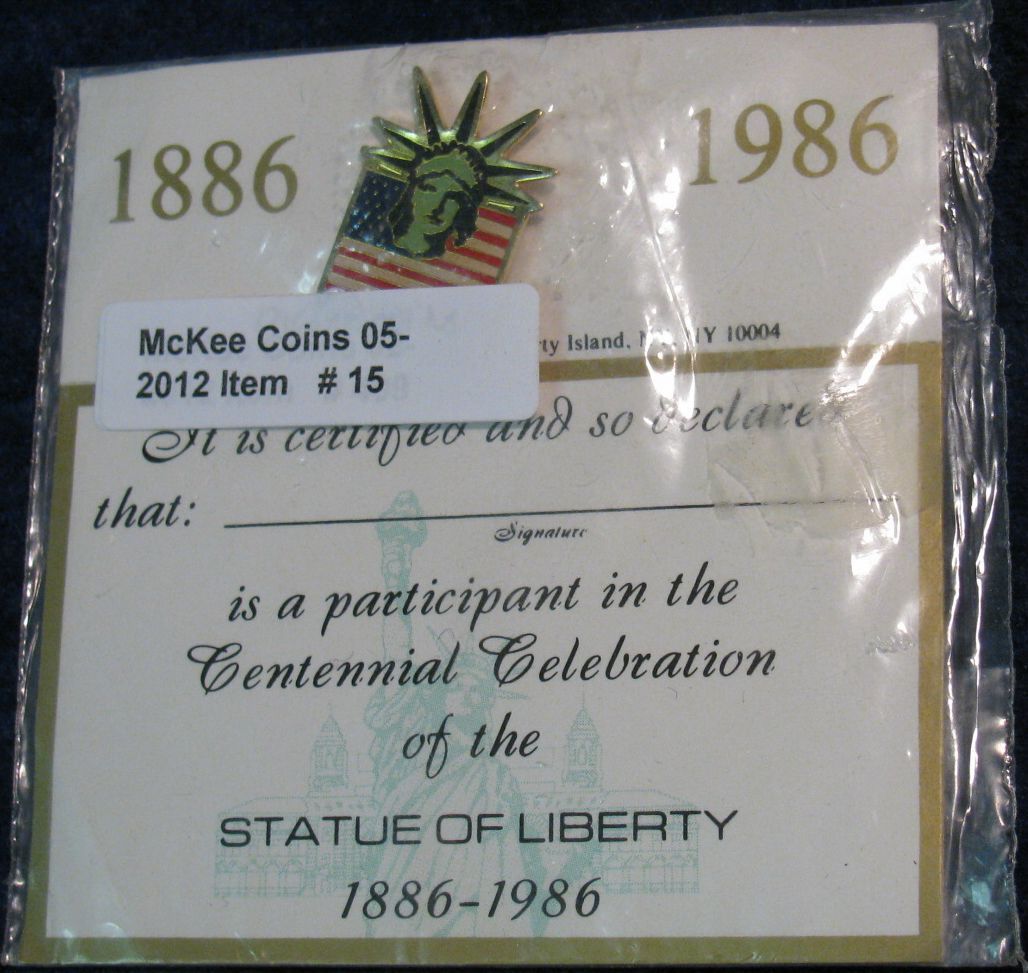 1886 1986
McKee Coins 05-
2012 Item # 15
Island, NY 10004
It is certified and so declared
that:
Signature
is a participant in the
Centennial Celebration
of the
STATUE OF LIBERTY
1886-1986